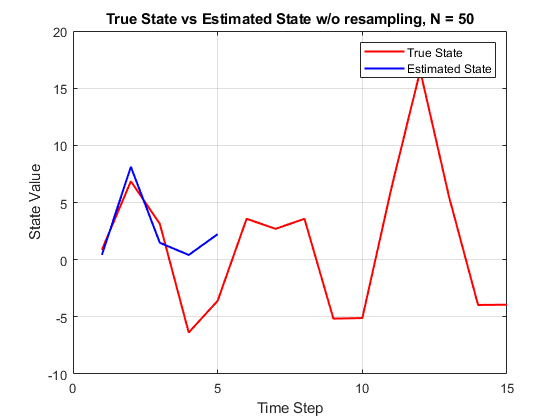 True State vs Estimated State w/o resampling, N = 50
True State
Estimated State
20
15
10
5
0
-5
-10
State Value
0
5
10
15
Time Step